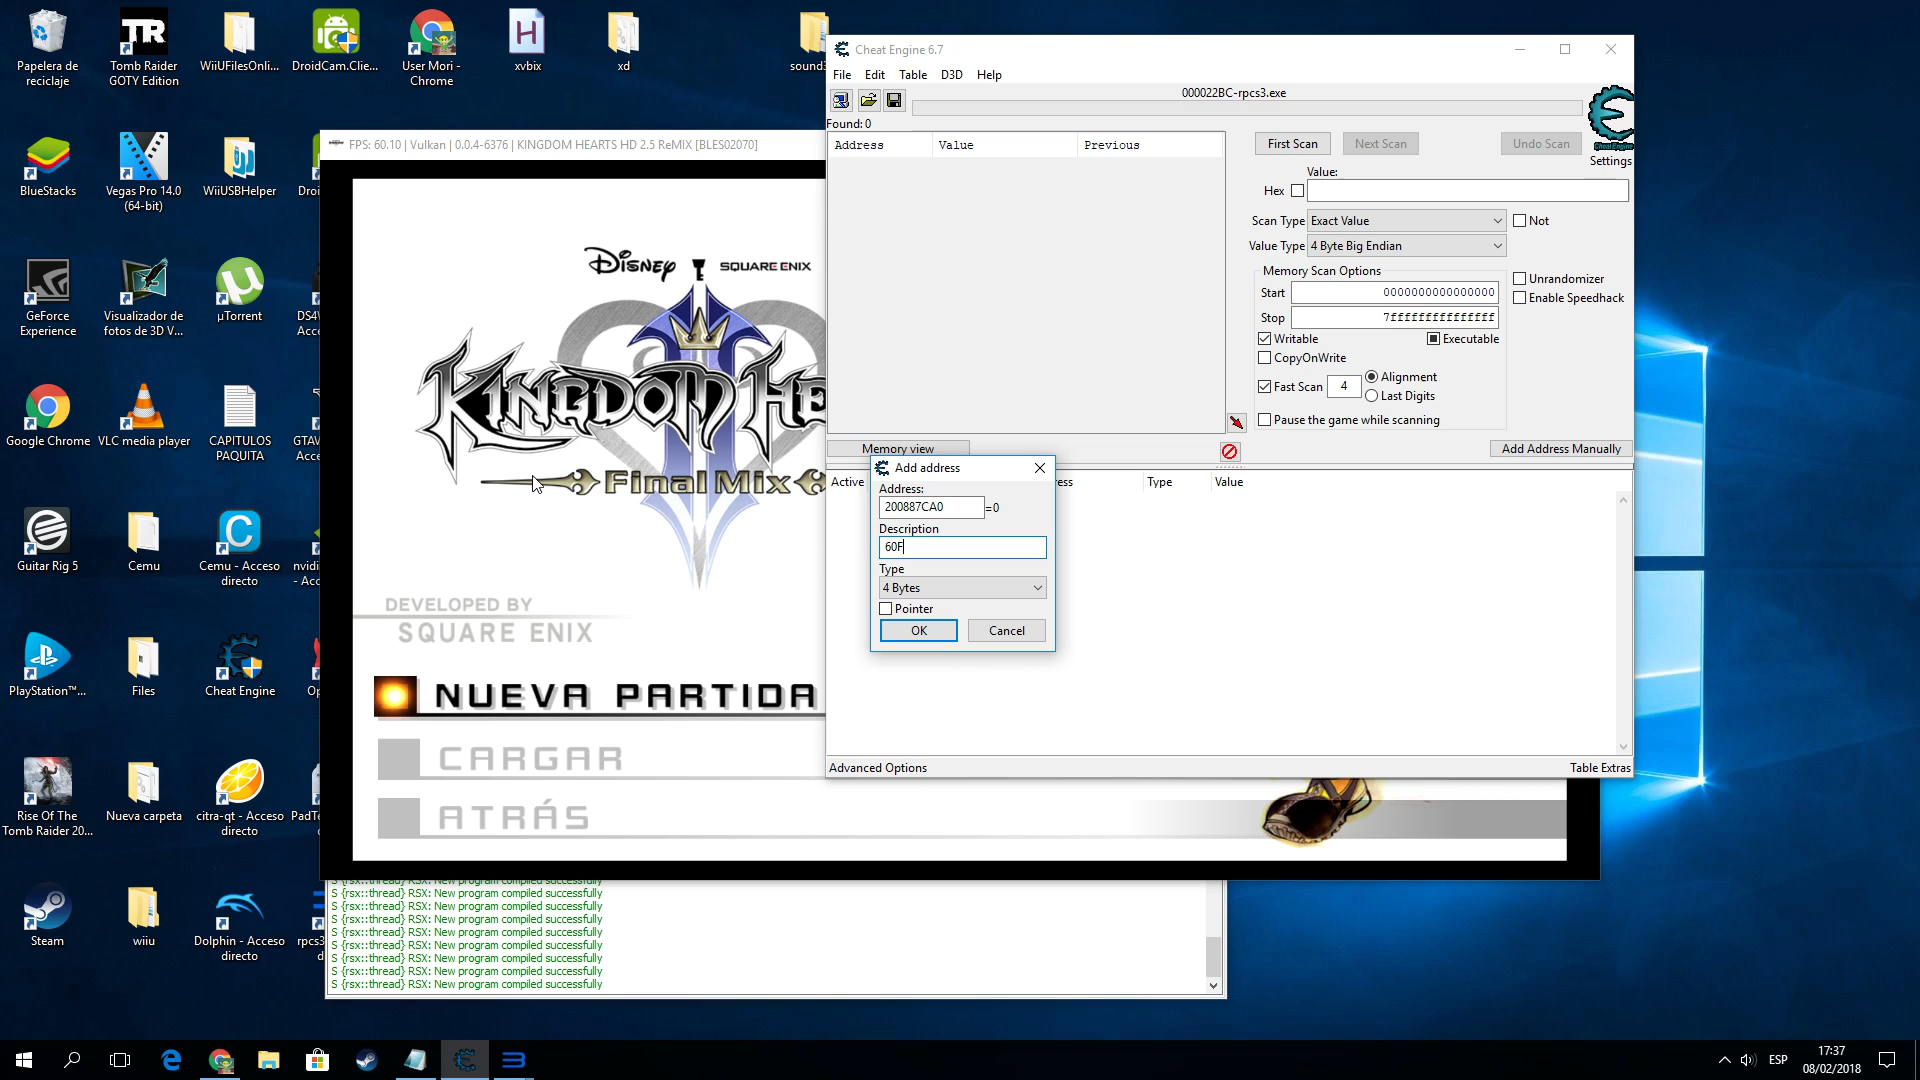 Papelera de
reciclaje
Tomb Raider
GOTY Edition
WiiUFilesOnli...
DroidCam.Clie...
User Mori -
Chrome
xvbix
xd
BlueStacks
Vegas Pro 14.0
(64-bit)
WiiUSBHelper
GeForce
Experience
Visualizador de
fotos de 3D V...
µTorrent
Google Chrome
VLC media player
CAPITULOS
PAQUITA
Guitar Rig 5
Cemu
Cemu - Acceso
directo
PlayStation™...
Files
Cheat Engine
Rise Of The
Tomb Raider 20...
Nueva carpeta
citra-qt - Acceso
directo
Steam
wiiu
Dolphin - Acceso
directo
FPS: 60.10 | Vulkan | 0.0.4-6376 | KINGDOM HEARTS HD 2.5 ReMIX [BLES02070]
Disney
SQUARE ENIX
KINGDOM HE
Final Mix
DEVELOPED BY
SQUARE ENIX
NUEVA PARTIDA
CARGAR
ATRÁS
Cheat Engine 6.7
File Edit Table D3D Help
000022BC-rpcs3.exe
Found: 0
Address Value Previous
First Scan Next Scan Undo Scan
Cheat Engine
Settings
Value:
Hex
Scan Type Exact Value Not
Value Type 4 Byte Big Endian
Memory Scan Options
Unrandomizer
Enable Speedhack
Start 0000000000000000
Stop 7fffffffffffffff
Writable Executable
CopyOnWrite
Fast Scan 4 Alignment
Last Digits
Pause the game while scanning
Memory view
Add Address Manually
Active Type Value
Add address
Address:
200887CA0 =0
Description
60F
Type
4 Bytes
Pointer
OK Cancel
Advanced Options Table Extras
S {rsx::thread} RSX: New program compiled successfully
S {rsx::thread} RSX: New program compiled successfully
S {rsx::thread} RSX: New program compiled successfully
S {rsx::thread} RSX: New program compiled successfully
S {rsx::thread} RSX: New program compiled successfully
S {rsx::thread} RSX: New program compiled successfully
S {rsx::thread} RSX: New program compiled successfully
S {rsx::thread} RSX: New program compiled successfully
S {rsx::thread} RSX: New program compiled successfully
ESP
17:37
08/02/2018